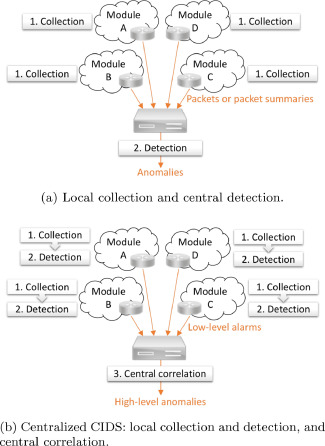 Module
A
Module
D
1. Collection
1. Collection
Module
B
Module
C
1. Collection
1. Collection
Packets or packet summaries
2. Detection
Anomalies
(a) Local collection and central detection.
1. Collection
2. Detection
Module
A
Module
D
1. Collection
2. Detection
1. Collection
2. Detection
Module
B
Module
C
1. Collection
2. Detection
Low-level alarms
3. Central correlation
High-level anomalies
(b) Centralized CIDS: local collection and detection, and
central correlation.